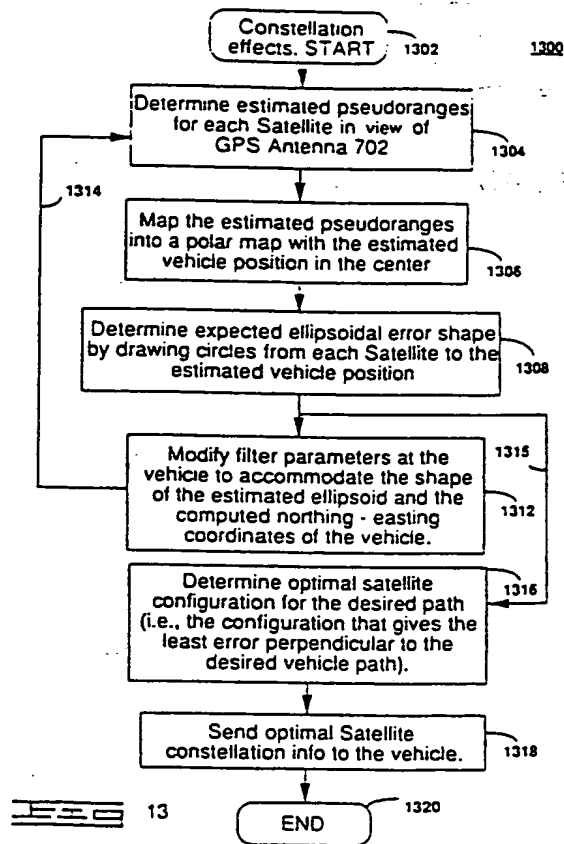 Constellation
effects. START
1302
1300
Determine estimated pseudoranges
for each Satellite in view of
GPS Antenna 702
1304
1314
Map the estimated pseudoranges
into a polar map with the estimated
vehicle position in the center
1306
Determine expected ellipsoidal error shape
by drawing circles from each Satellite to the
estimated vehicle position
1308
1315
Modify filter parameters at the
vehicle to accommodate the shape
of the estimated ellipsoid and the
computed northing - easting
coordinates of the vehicle.
1312
1316
Determine optimal satellite
configuration for the desired path
(i.e., the configuration that gives the
least error perpendicular to the
desired vehicle path).
Send optimal Satellite
constellation info to the vehicle.
1318
13
END
1320